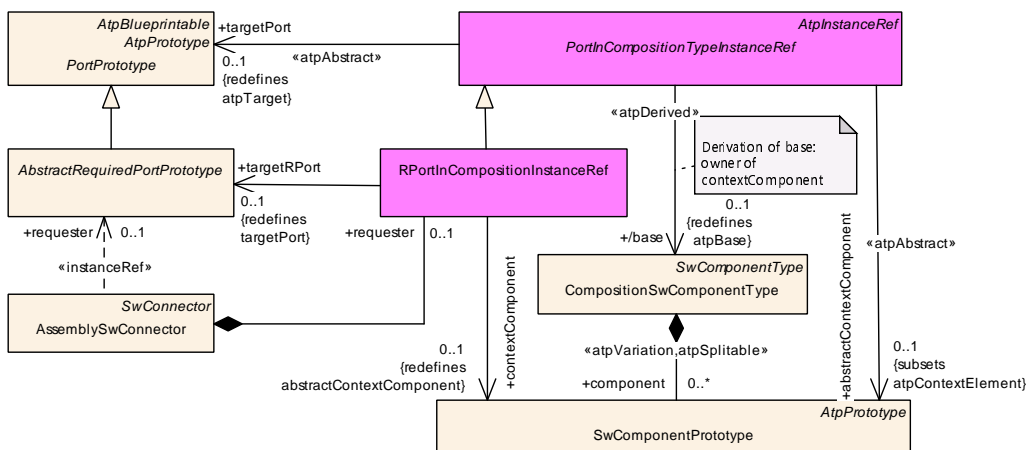 AtpBlueprintable
AtpPrototype
PortPrototype
+targetPort
0..1
{redefines
atpTarget}
«atpAbstract»
AtpInstanceRef
PortInCompositionTypeInstanceRef
«atpDerived»
Derivation of base:
owner of
contextComponent
AbstractRequiredPortPrototype
+targetRPort
0..1
{redefines
targetPort}
RPortInCompositionInstanceRef
+requester
0..1
«instanceRef»
+requester
0..1
0..1
{redefines
atpBase}
+/base
«atpAbstract»
SwComponentType
CompositionSwComponentType
SwConnector
AssemblySwConnector
+contextComponent
0..1
{redefines
abstractContextComponent}
«atpVariation,atpSplitable»
+component
0..*
+abstractContextComponent
0..1
{subsets
atpContextElement}
AtpPrototype
SwComponentPrototype